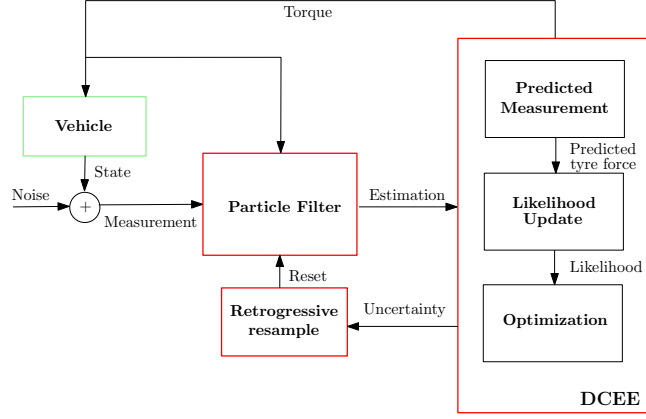 Torque
Predicted
Measurement
Vehicle
Predicted
tyre force
State
Noise
+
Measurement
Particle Filter
Estimation
Likelihood
Update
Reset
Likelihood
Retrogressive
resample
Uncertainty
Optimization
DCEE